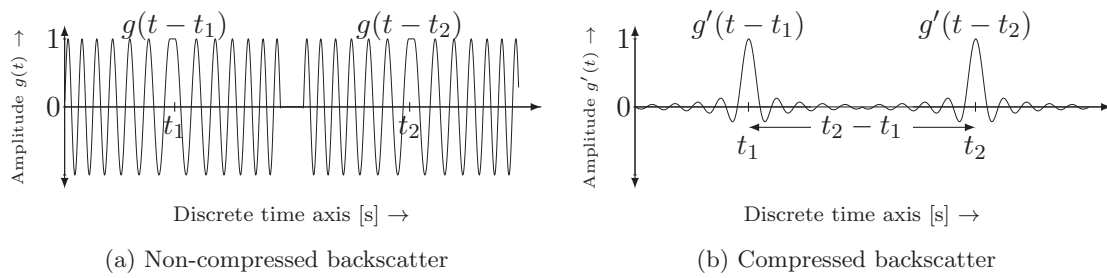 Amplitude g(t) →
1
0
g(t − t₁)
g(t − t₂)
t₁
t₂
Discrete time axis [s] →
(a) Non-compressed backscatter
Amplitude g′(t) →
1
0
g′(t − t₁)
g′(t − t₂)
t₂ − t₁
t₁
t₂
Discrete time axis [s] →
(b) Compressed backscatter